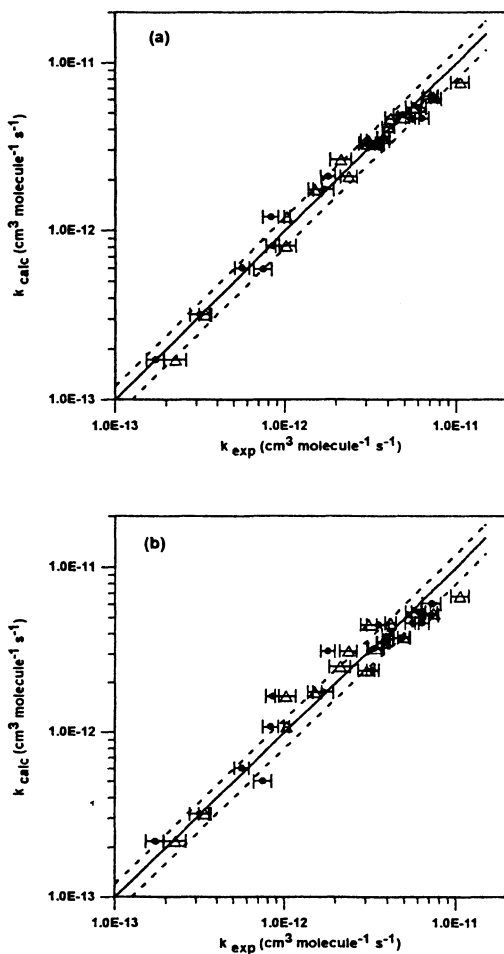 (a)
1.0E-11
1.0E-12
1.0E-13
k calc (cm³ molecule⁻¹ s⁻¹)
1.0E-13 1.0E-12 1.0E-11
k exp (cm³ molecule⁻¹ s⁻¹)
(b)
1.0E-11
1.0E-12
1.0E-13
k calc (cm³ molecule⁻¹ s⁻¹)
1.0E-13 1.0E-12 1.0E-11
k exp (cm³ molecule⁻¹ s⁻¹)